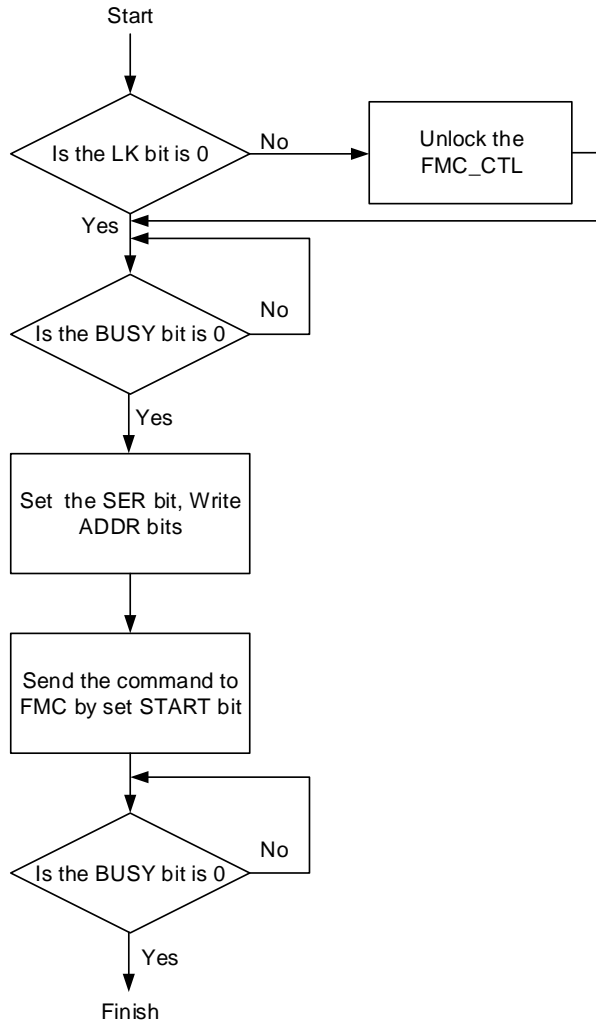 Start
Is the LK bit is 0
No
Unlock the
FMC_CTL
Yes
No
Is the BUSY bit is 0
Yes
Set the SER bit, Write
ADDR bits
Send the command to
FMC by set START bit
No
Is the BUSY bit is 0
Yes
Finish